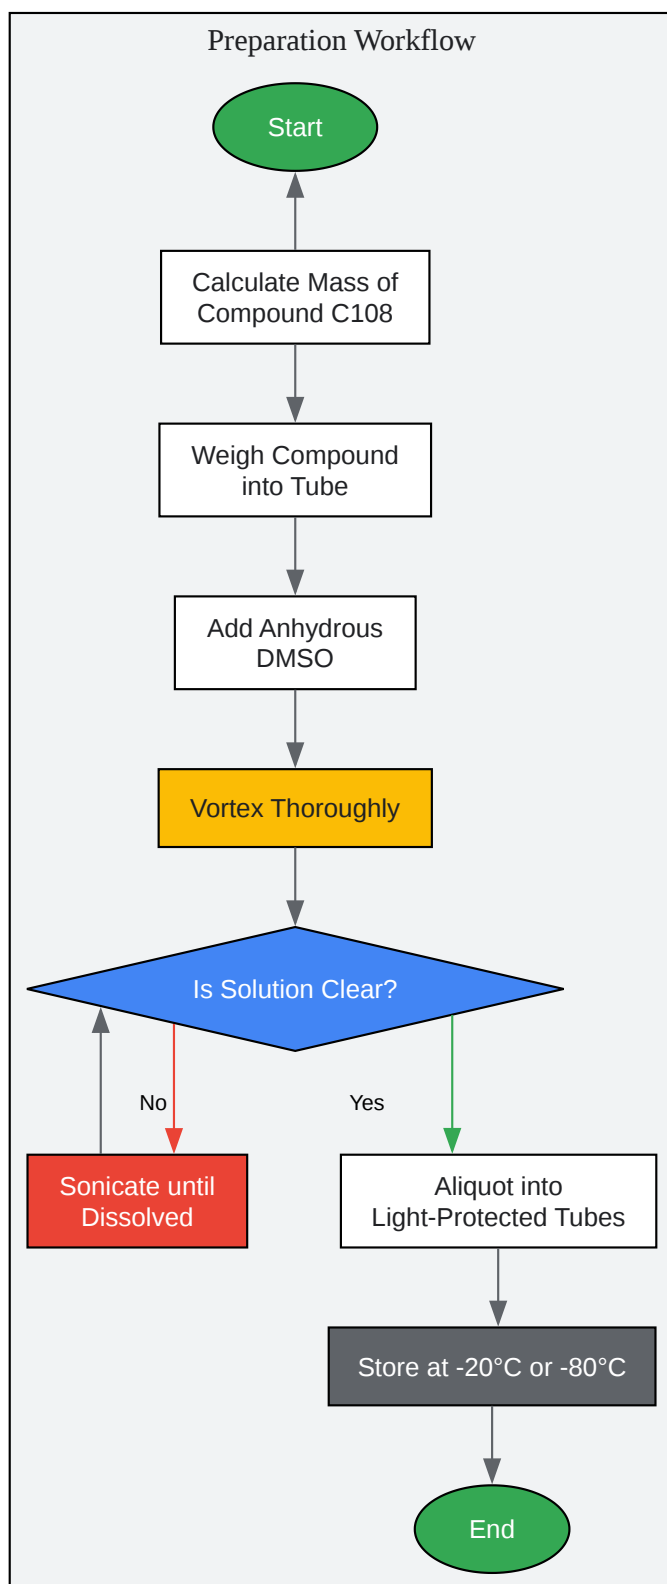 Preparation Workflow
Start
Calculate Mass of
Compound C108
Weigh Compound
into Tube
Add Anhydrous
DMSO
Vortex Thoroughly
Is Solution Clear?
No
Yes
Sonicate until
Dissolved
Aliquot into
Light-Protected Tubes
Store at -20°C or -80°C
End